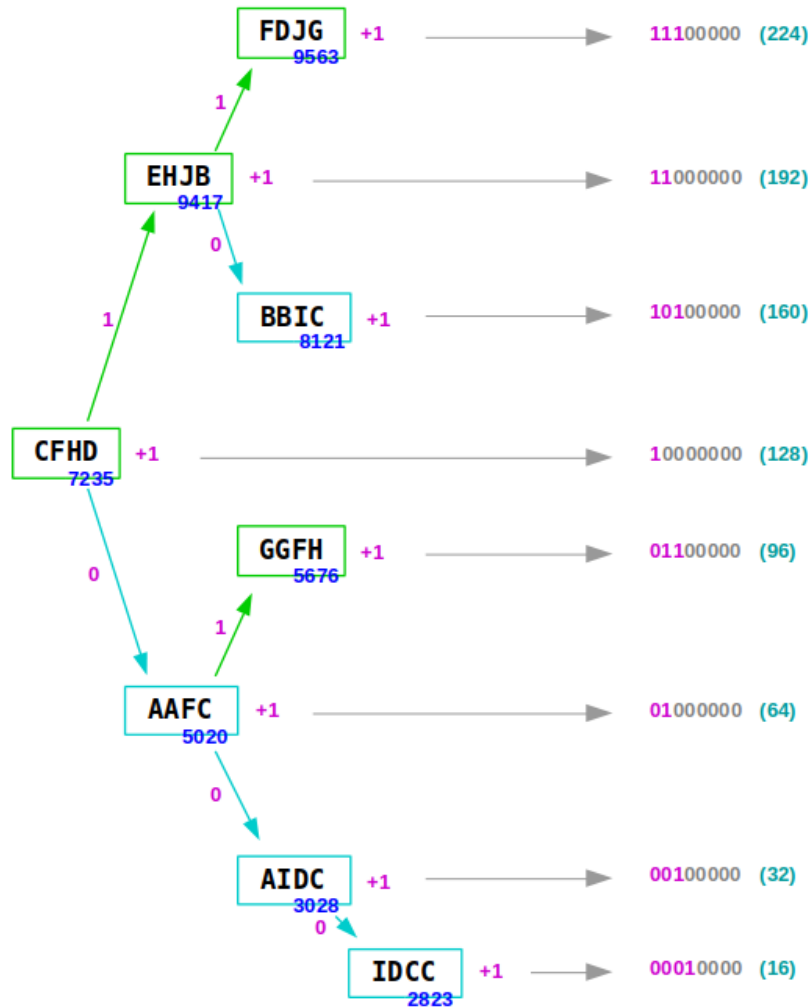 FDJG +1 11100000 (224)
9563
1
EHJB +1 11000000 (192)
9417
0
BBIC +1 10100000 (160)
8121
1
CFHD +1 10000000 (128)
7235
GGFH +1 01100000 (96)
5676
0
1
AAFC +1 01000000 (64)
5020
0
AIDC +1 00100000 (32)
3028
0
IDCC +1 00010000 (16)
2823